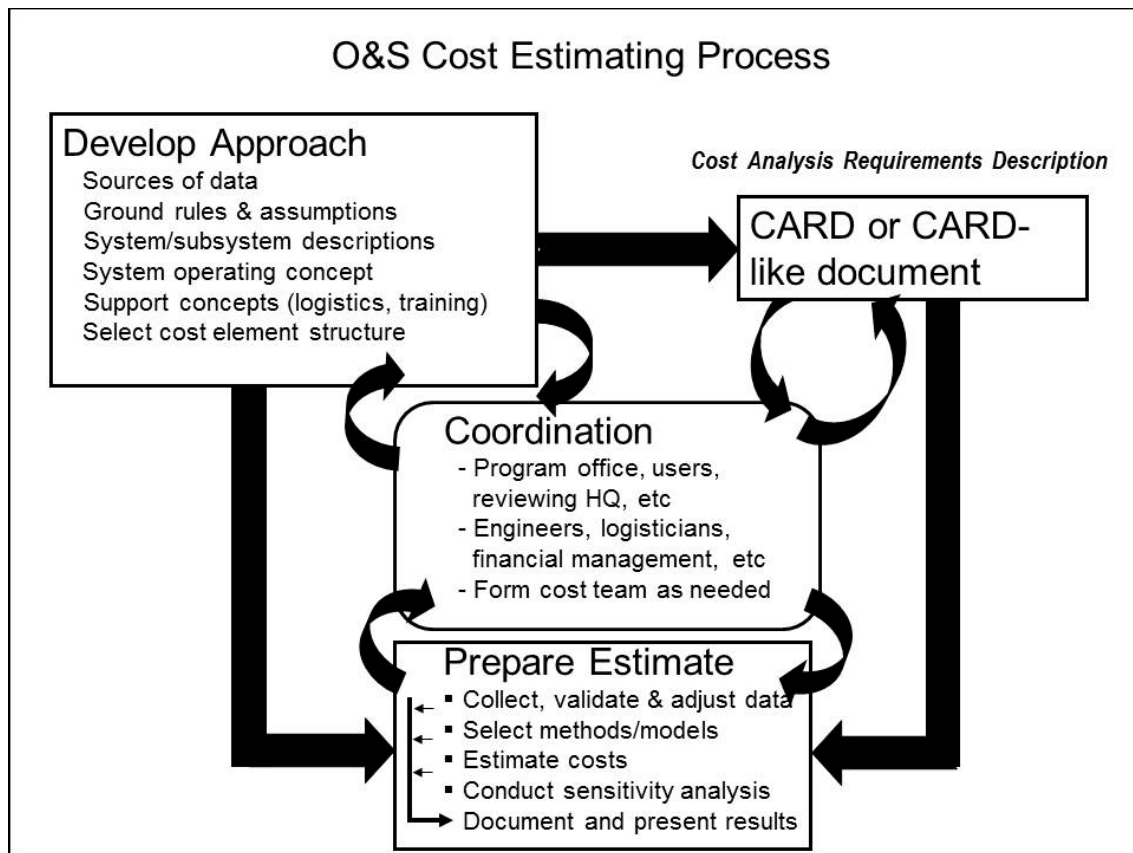 O&S Cost Estimating Process
Develop Approach
Sources of data
Ground rules & assumptions
System/subsystem descriptions
System operating concept
Support concepts (logistics, training)
Select cost element structure
Cost Analysis Requirements Description
CARD or CARD-
like document
Coordination
- Program office, users,
reviewing HQ, etc
- Engineers, logisticians,
financial management, etc
- Form cost team as needed
Prepare Estimate
▪ Collect, validate & adjust data
▪ Select methods/models
▪ Estimate costs
▪ Conduct sensitivity analysis
Document and present results